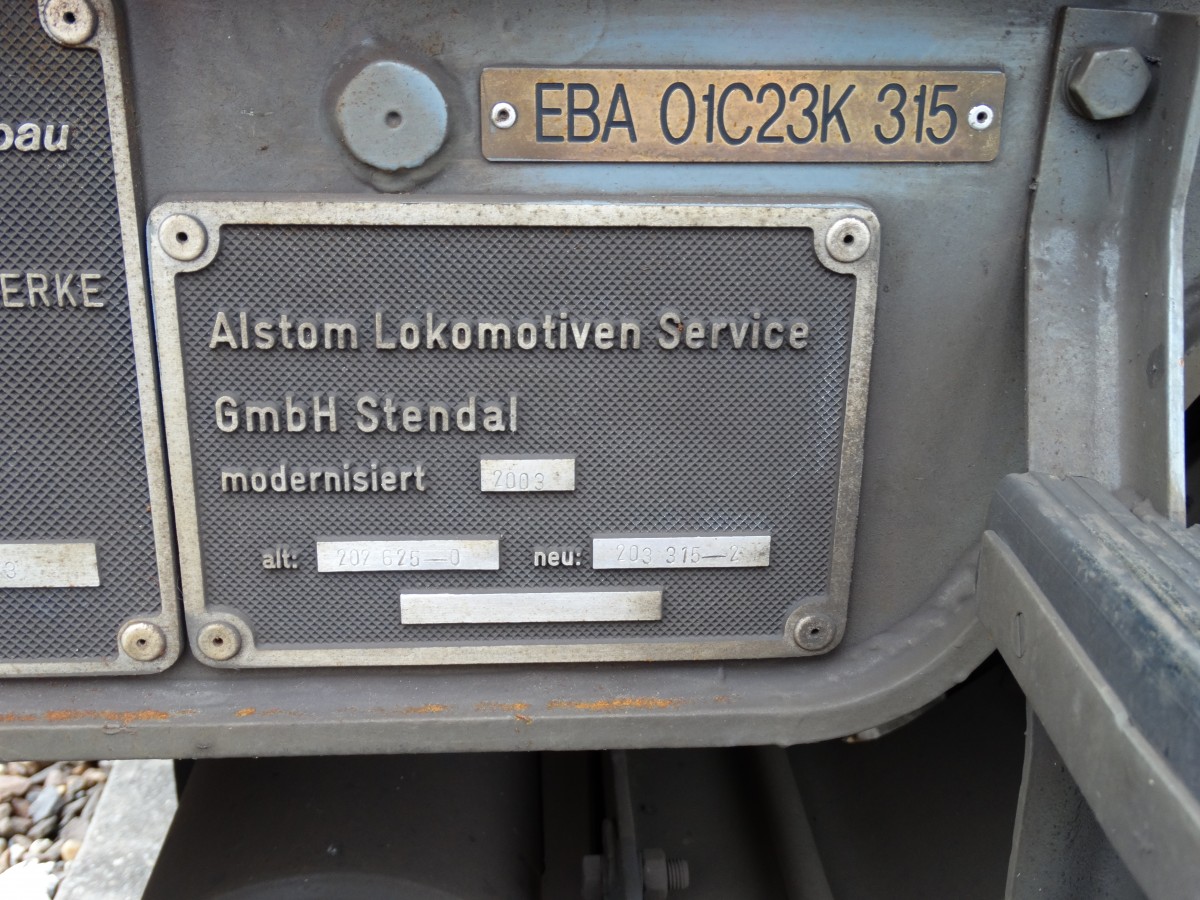 EBA 01C23K 315
bau
ERKE
3
Alstom Lokomotiven Service
GmbH Stendal
modernisiert 2003
alt: 202 625-0 neu: 203 315-2